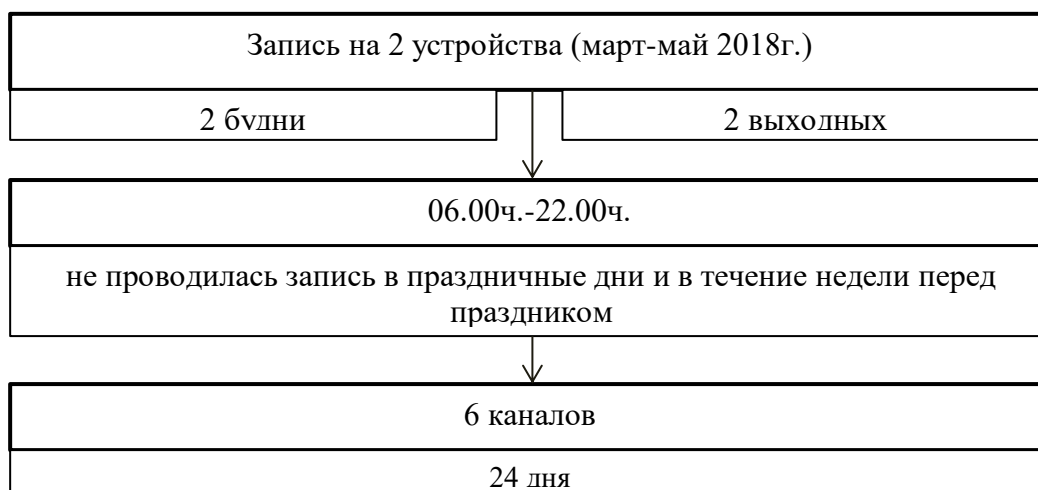 Запись на 2 устройства (март-май 2018г.)
2 будни
2 выходных
06.00ч.-22.00ч.
не проводилась запись в праздничные дни и в течение недели перед
праздником
6 каналов
24 дня